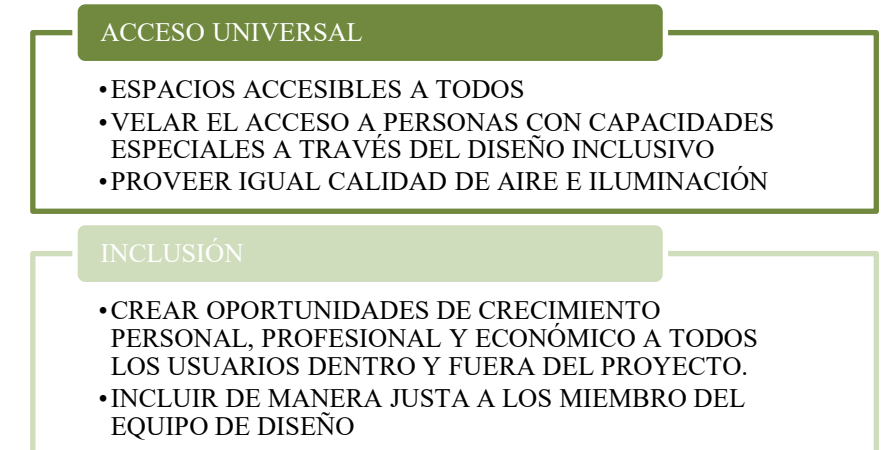 ACCESO UNIVERSAL
•ESPACIOS ACCESIBLES A TODOS
•VELAR EL ACCESO A PERSONAS CON CAPACIDADES
ESPECIALES A TRAVÉS DEL DISEÑO INCLUSIVO
•PROVEER IGUAL CALIDAD DE AIRE E ILUMINACIÓN
INCLUSIÓN
•CREAR OPORTUNIDADES DE CRECIMIENTO
PERSONAL, PROFESIONAL Y ECONÓMICO A TODOS
LOS USUARIOS DENTRO Y FUERA DEL PROYECTO.
•INCLUIR DE MANERA JUSTA A LOS MIEMBRO DEL
EQUIPO DE DISEÑO